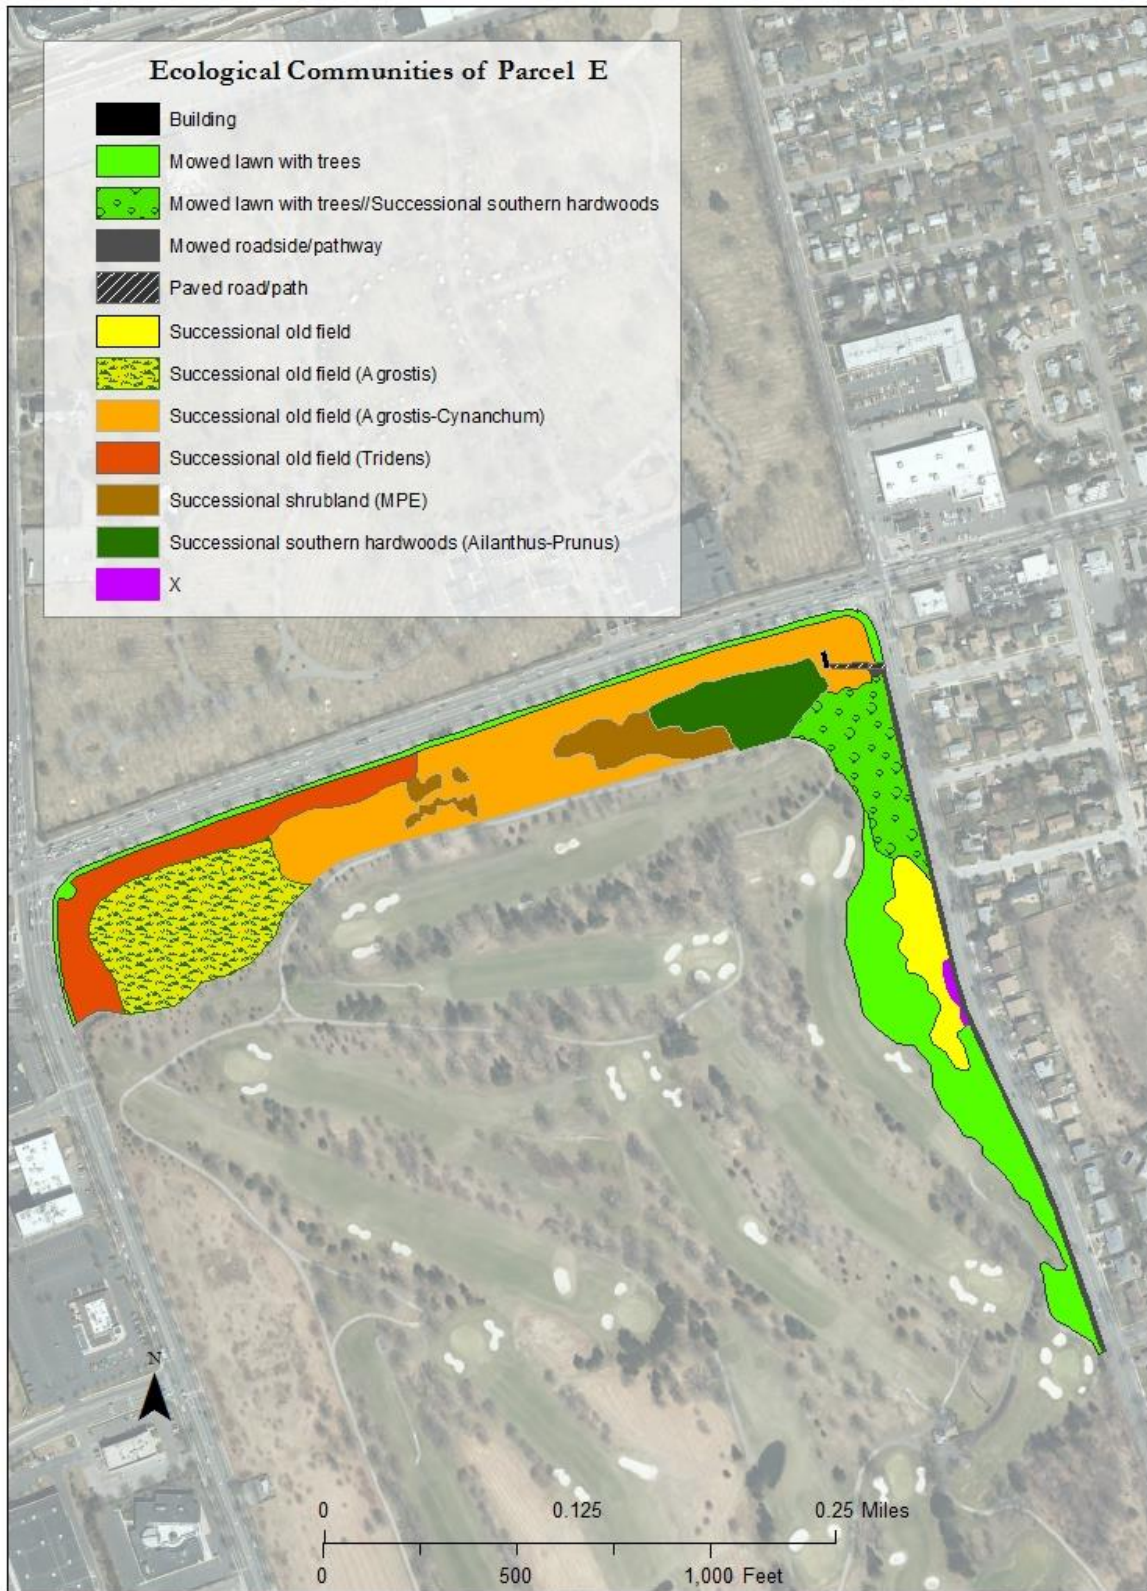 Ecological Communities of Parcel E
Building
Mowed lawn with trees
Mowed lawn with trees//Successional southern hardwoods
Mowed roadside/pathway
Paved road/path
Successional old field
Successional old field (Agrostis)
Successional old field (Agrostis-Cynanchum)
Successional old field (Tridens)
Successional shrubland (MPE)
Successional southern hardwoods (Ailanthus-Prunus)
X
N
0 0.125 0.25 Miles
0 500 1,000 Feet